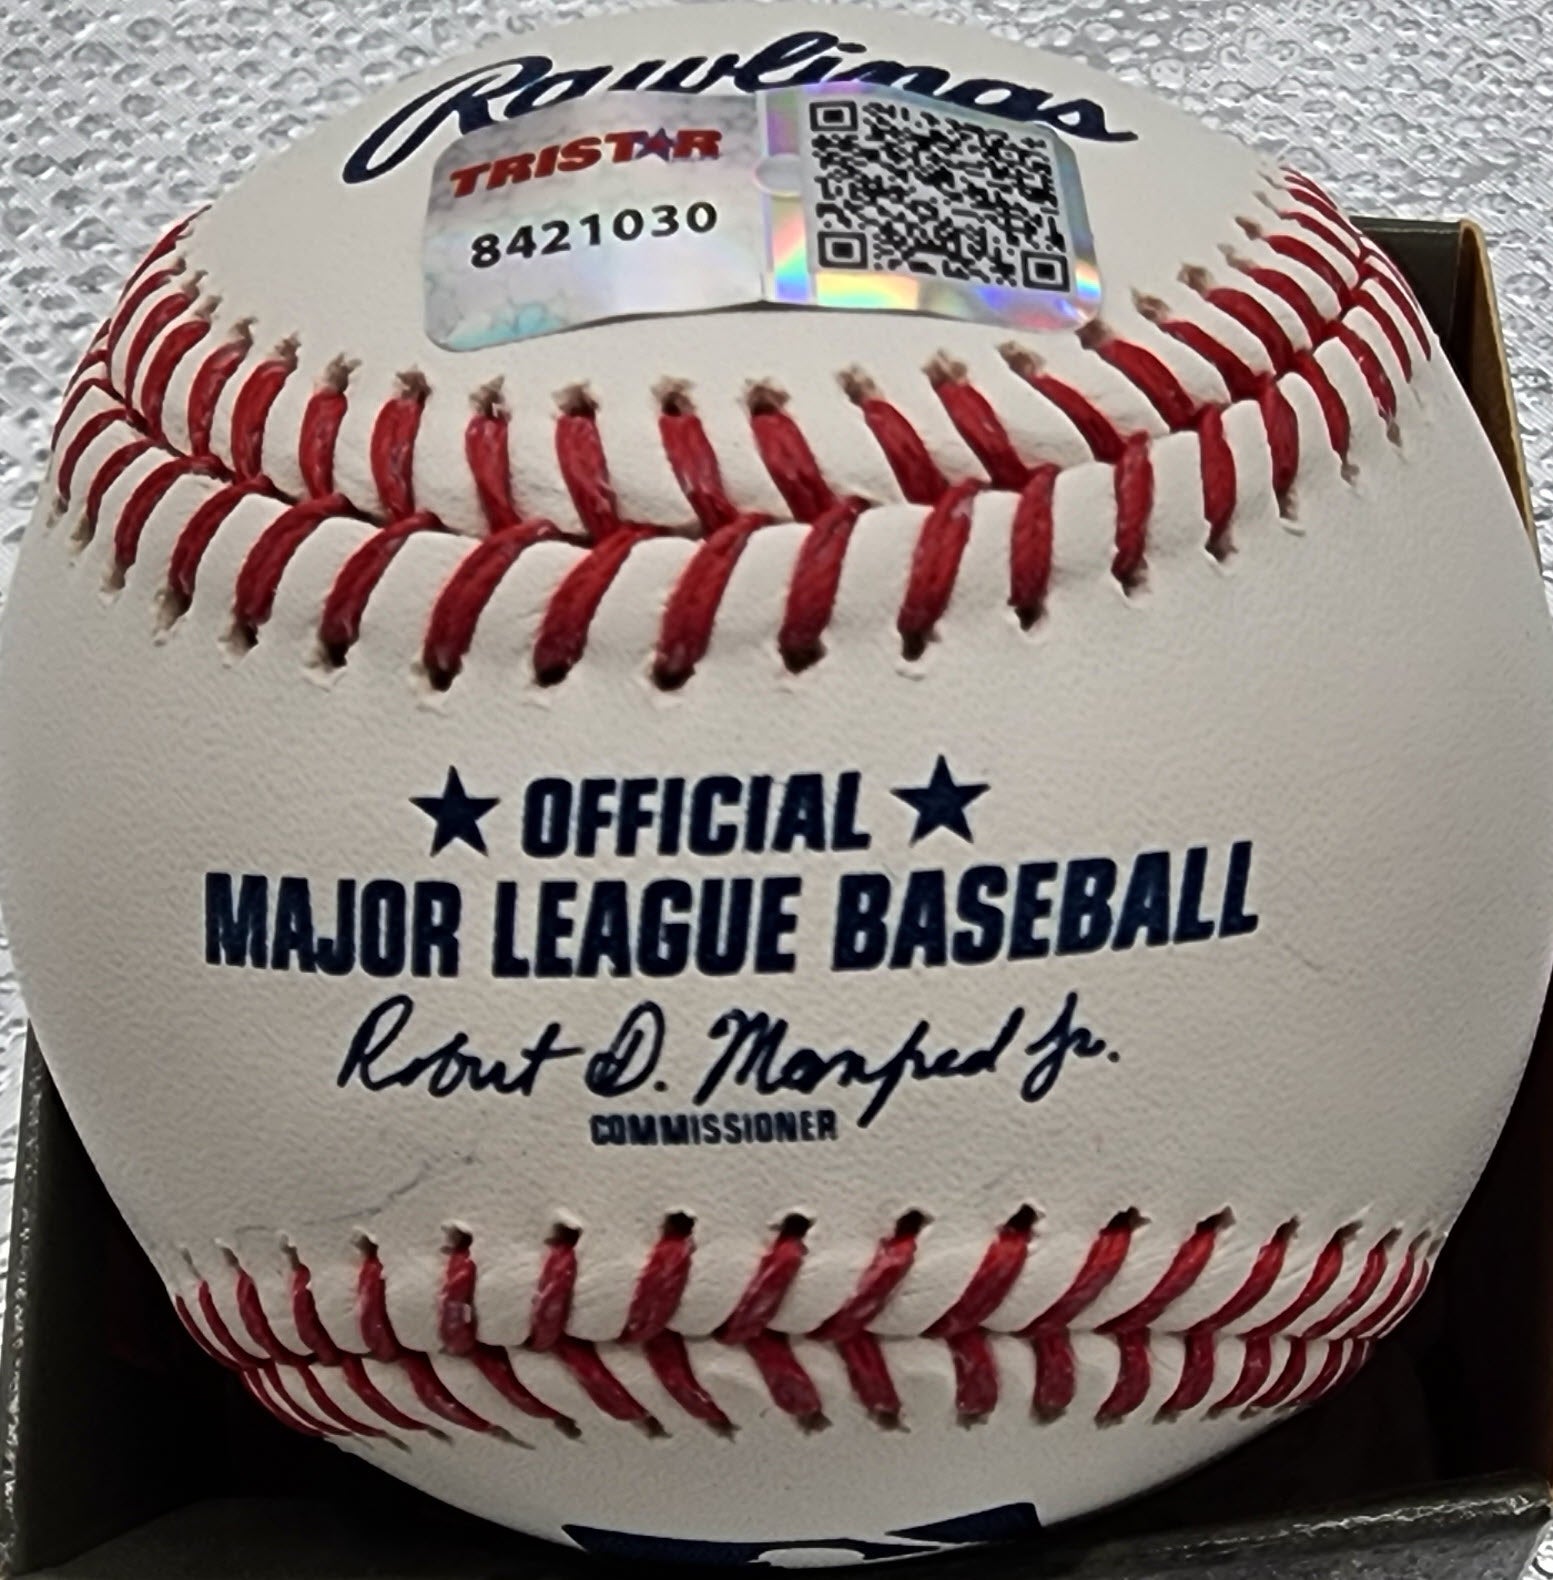 Rawlings
TRISTAR
8421030
OFFICIAL
MAJOR LEAGUE BASEBALL
Robert D. Manfred Jr.
COMMISSIONER